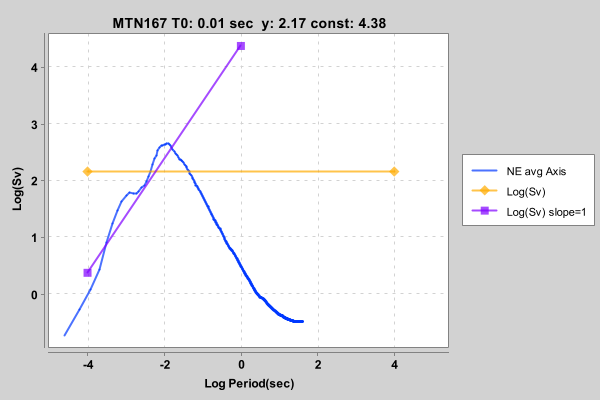 MTN167 T0: 0.01 sec  y: 2.17 const: 4.38
Log(Sv)
4
3
2
1
0
-4
-2
0
2
4
Log Period(sec)
NE avg Axis
Log(Sv)
Log(Sv) slope=1